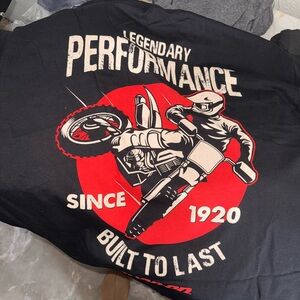 LEGENDARY
PERFORMANCE
SINCE 1920
BUILT TO LAST